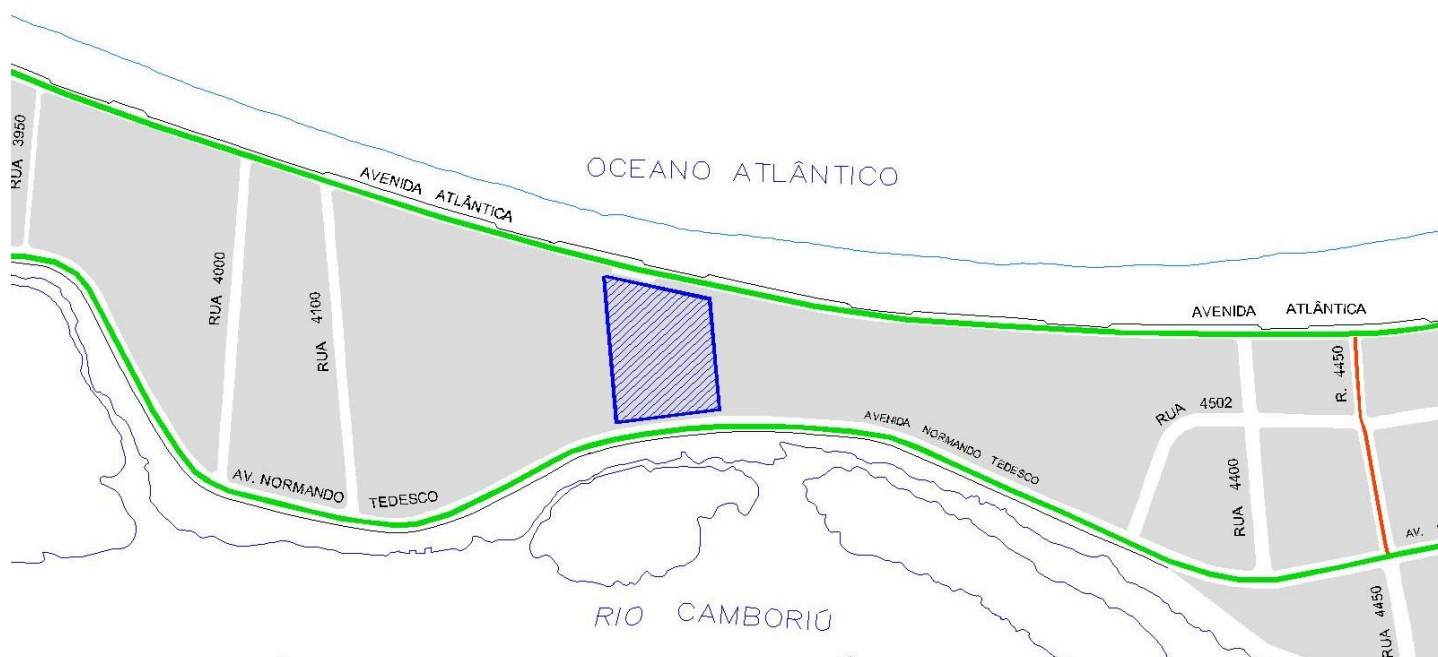 OCEANO ATLÂNTICO
AVENIDA ATLÂNTICA
RUA 3950
RUA 4000
RUA 4100
AVENIDA ATLÂNTICA
R. 4450
RUA 4502
AVENIDA NORMANDO TEDESCO
RUA 4400
AV. NORMANDO TEDESCO
AV.
RUA 4450
RIO CAMBORIÚ